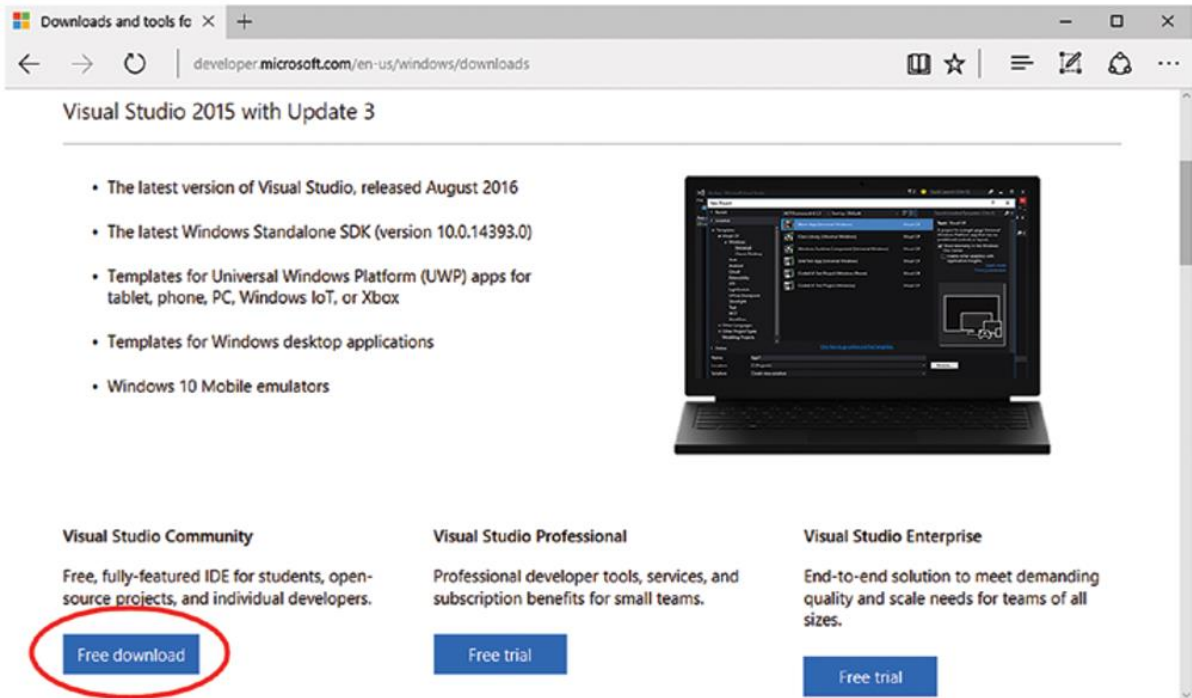 Downloads and tools fo
developer.microsoft.com/en-us/windows/downloads
Visual Studio 2015 with Update 3
• The latest version of Visual Studio, released August 2016
• The latest Windows Standalone SDK (version 10.0.14393.0)
• Templates for Universal Windows Platform (UWP) apps for
tablet, phone, PC, Windows IoT, or Xbox
• Templates for Windows desktop applications
• Windows 10 Mobile emulators
Visual Studio Community
Free, fully-featured IDE for students, open-
source projects, and individual developers.
Free download
Visual Studio Professional
Professional developer tools, services, and
subscription benefits for small teams.
Free trial
Visual Studio Enterprise
End-to-end solution to meet demanding
quality and scale needs for teams of all
sizes.
Free trial